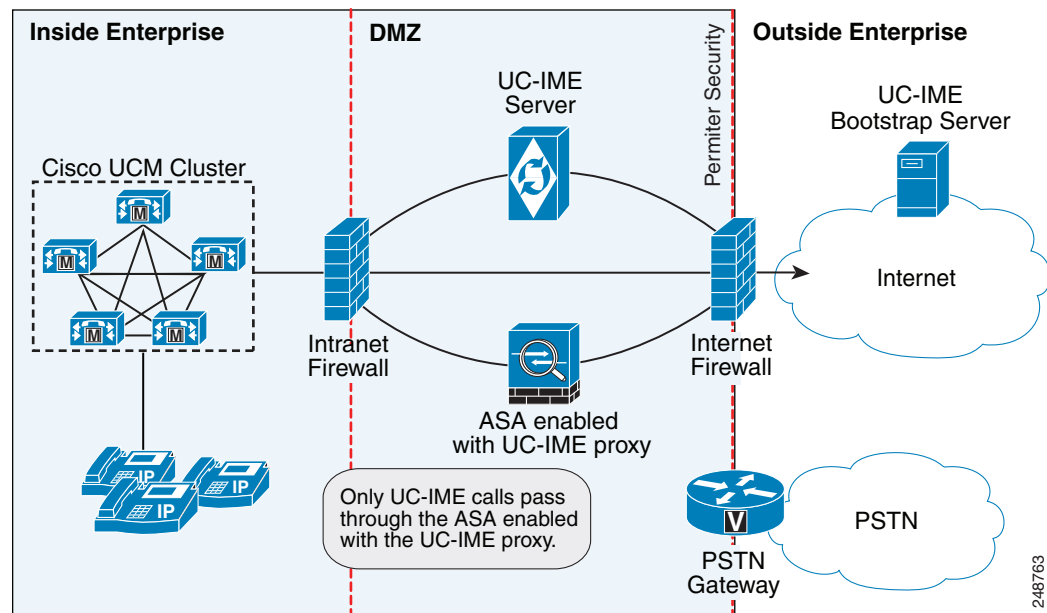 Inside Enterprise
DMZ
Outside Enterprise
Permiter Security
UC-IME
Server
UC-IME
Bootstrap Server
Cisco UCM Cluster
M
M
M
M
M
Internet
Intranet
Firewall
Internet
Firewall
ASA enabled
with UC-IME proxy
IP
IP
IP
Only UC-IME calls pass
through the ASA enabled
with the UC-IME proxy.
V
PSTN
PSTN
Gateway
248763